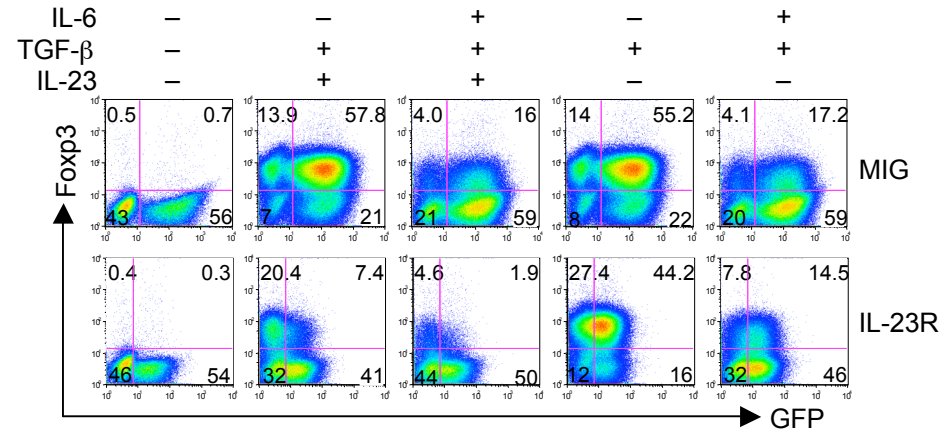 IL-6 – – + – +
TGF-β – + + + +
IL-23 – + + – –
Foxp3
0.5 0.7 13.9 57.8 4.0 16 14 55.2 4.1 17.2
MIG
43 56 7 21 21 59 8 22 20 59
0.4 0.3 20.4 7.4 4.6 1.9 27.4 44.2 7.8 14.5
IL-23R
46 54 32 41 44 50 12 16 32 46
GFP